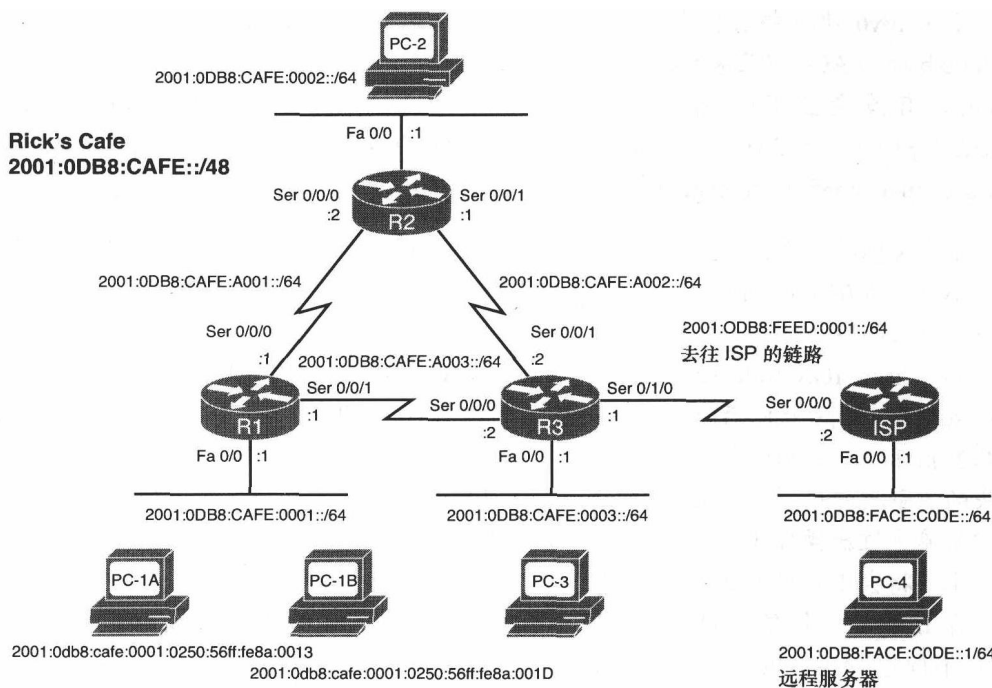 PC-2
2001:0DB8:CAFE:0002::/64
Fa 0/0 :1
Rick's Cafe
2001:0DB8:CAFE::/48
Ser 0/0/0 Ser 0/0/1
:2 :1
R2
2001:0DB8:CAFE:A001::/64 2001:0DB8:CAFE:A002::/64
Ser 0/0/0 Ser 0/0/1
:1 :2
2001:ODB8:FEED:0001::/64
去往 ISP 的链路
2001:0DB8:CAFE:A003::/64
Ser 0/0/1 Ser 0/0/0 Ser 0/1/0 Ser 0/0/0
:1 :2 :1 :2
R1 R3 ISP
Fa 0/0 :1 Fa 0/0 :1 Fa 0/0 :1
2001:0DB8:CAFE:0001::/64 2001:0DB8:CAFE:0003::/64 2001:0DB8:FACE:C0DE::/64
PC-1A PC-1B PC-3 PC-4
2001:0db8:cafe:0001:0250:56ff:fe8a:0013
2001:0db8:cafe:0001:0250:56ff:fe8a:001D
2001:0DB8:FACE:C0DE::1/64
远程服务器